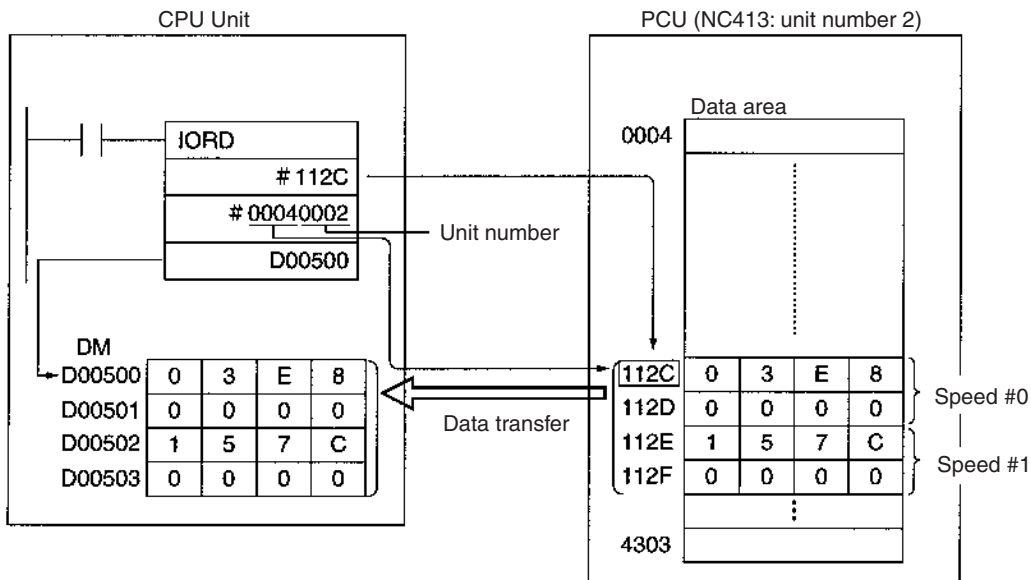 CPU Unit
PCU (NC413: unit number 2)
IORD
#112C
#00040002
Unit number
D00500
DM
D00500 0 3 E 8
D00501 0 0 0 0
D00502 1 5 7 C
D00503 0 0 0 0
Data transfer
Data area
0004
112C 0 3 E 8
112D 0 0 0 0
Speed #0
112E 1 5 7 C
112F 0 0 0 0
Speed #1
4303